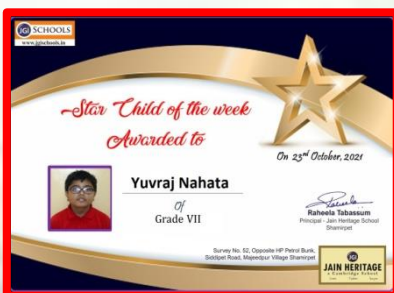 JGI SCHOOLS
www.jgischools.in
Star Child of the week
Awarded to
On 23rd October, 2021
Yuvraj Nahata
Of
Grade VII
Raheela Tabassum
Principal - Jain Heritage School
Shamirpet
Survey No. 52, Opposite HP Petrol Bunk,
Siddipet Road, Majeedpur Village Shamirpet
JGI
JAIN HERITAGE
a Cambridge School